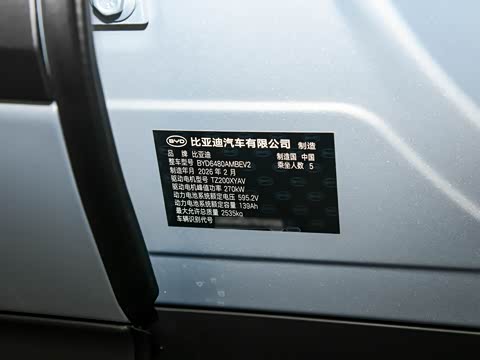 BYD 比亚迪汽车有限公司 制造
品 牌 比亚迪 制造国 中国
整车型号 BYD6480AMBEV2 乘坐人数 5
制造年月 2026 年 2 月
驱动电机型号 TZ200XYAV
驱动电机峰值功率 270kW
动力电池系统额定电压 595.2V
动力电池系统额定容量 139Ah
最大允许总质量 2535kg
车辆识别代号